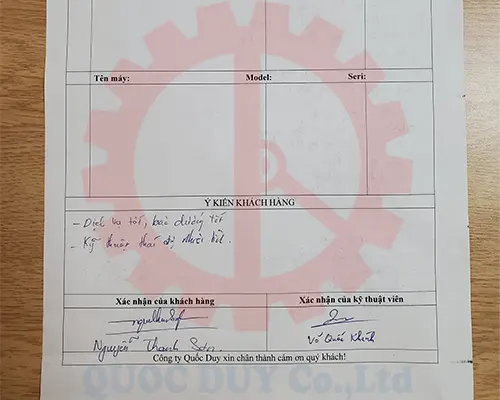 Tên máy: Model: Seri:
Ý KIẾN KHÁCH HÀNG
- Dịch vụ tốt, bảo dưỡng tốt
- Kỹ thuật thái độ nhiệt tình.
Xác nhận của khách hàng Xác nhận của kỹ thuật viên
Nguyễn Thanh Sơn Võ Quốc Khánh
Công ty Quốc Duy xin chân thành cảm ơn quý khách!
QUOC DUY Co.,Ltd